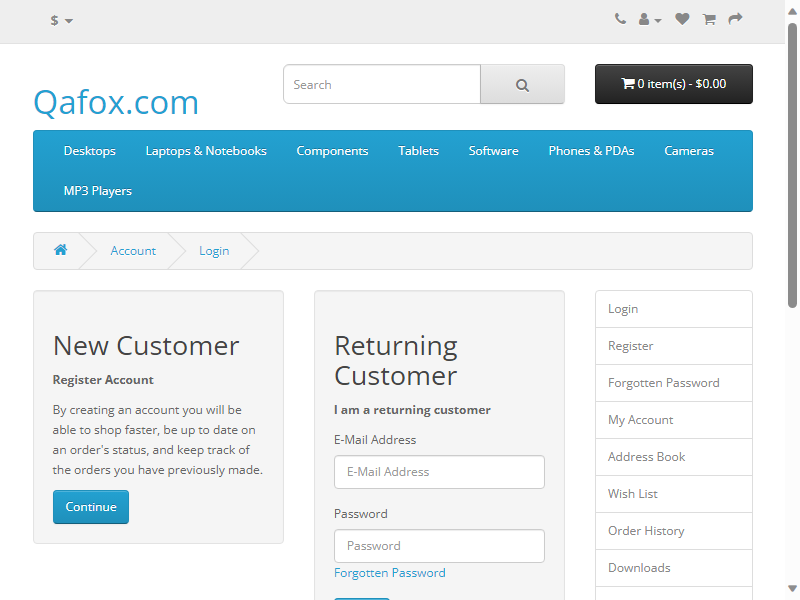 $
Qafox.com
Search
0 item(s) - $0.00
Desktops
Laptops & Notebooks
Components
Tablets
Software
Phones & PDAs
Cameras
MP3 Players
Account
Login
New Customer
Register Account
By creating an account you will be
able to shop faster, be up to date on
an order's status, and keep track of
the orders you have previously made.
Continue
Returning
Customer
I am a returning customer
E-Mail Address
E-Mail Address
Password
Password
Forgotten Password
Login
Register
Forgotten Password
My Account
Address Book
Wish List
Order History
Downloads